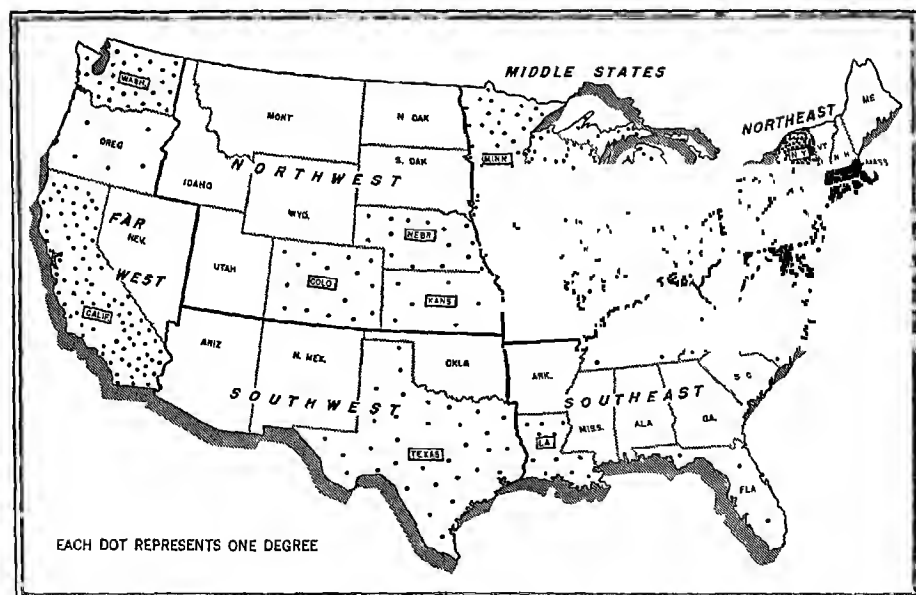 MIDDLE STATES
NORTHEAST
ME
WASH.
MONT
N DAK
MINN
N Y
VT
N H
MASS
OREG
S. DAK
IDAHO
NORTHWEST
WYO.
FAR WEST
NEV.
NEBR
UTAH
COLO
KANS
CALIF
ARIZ
N. MEX.
OKLA
ARK.
S C
SOUTHWEST
SOUTHEAST
MISS.
ALA
GA.
TEXAS
LA
FLA
EACH DOT REPRESENTS ONE DEGREE